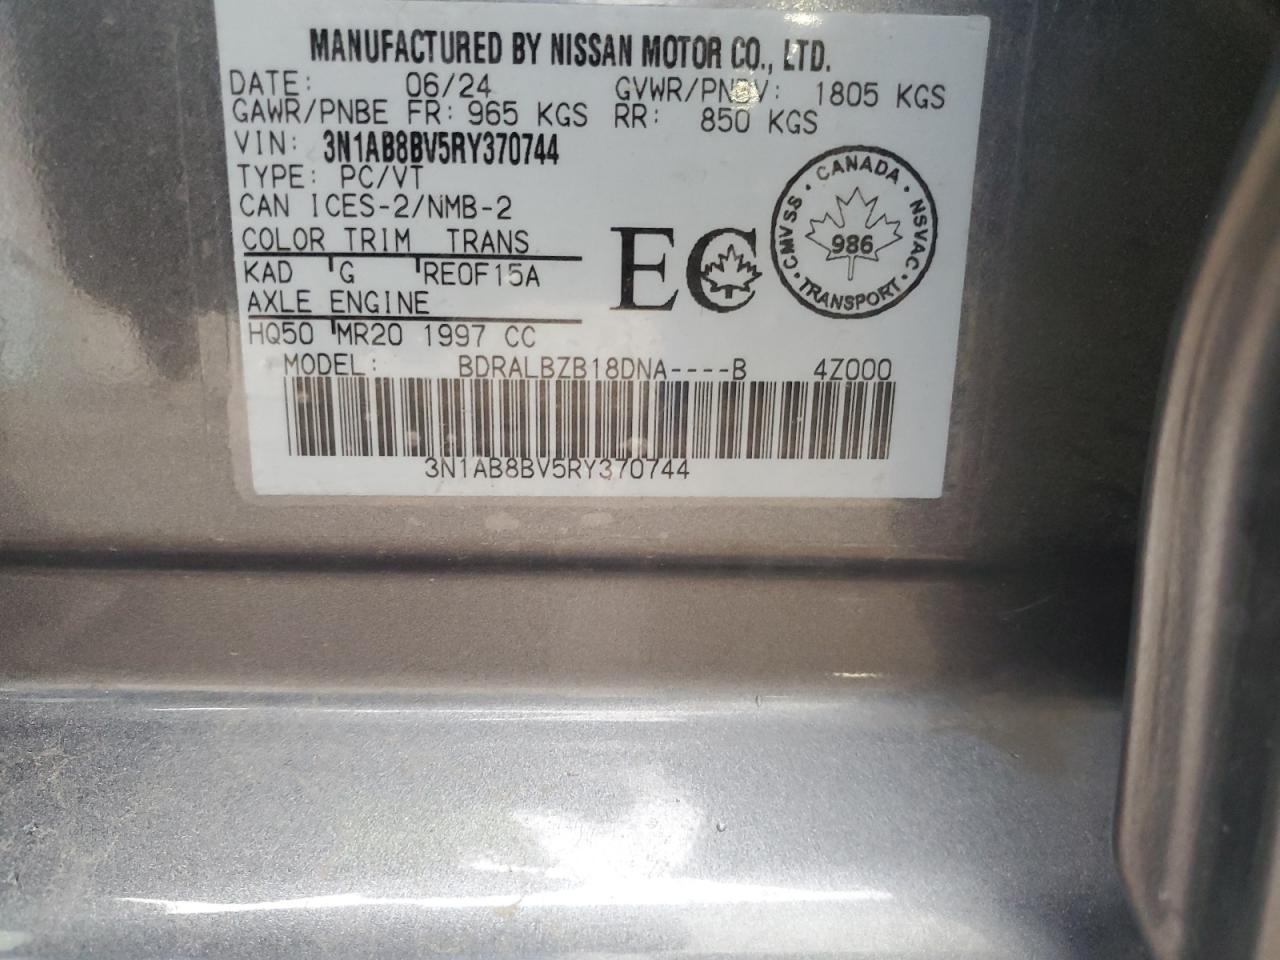 MANUFACTURED BY NISSAN MOTOR CO., LTD.
DATE: 06/24 GVWR/PNBV: 1805 KGS
GAWR/PNBE FR: 965 KGS RR: 850 KGS
VIN: 3N1AB8BV5RY370744
TYPE: PC/VT
CAN ICES-2/NMB-2
COLOR TRIM TRANS
KAD G RE0F15A
AXLE ENGINE
HQ50 MR20 1997 CC
EC
CANADA
CMVSS 986 NSVAC
TRANSPORT
MODEL: BDRALBZB18DNA----B 4Z000
3N1AB8BV5RY370744